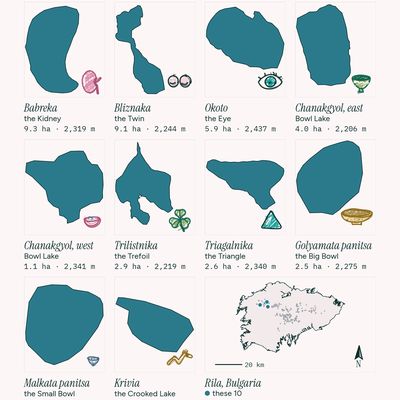 Babreka
the Kidney
9.3 ha · 2,319 m
Bliznaka
the Twin
9.1 ha · 2,244 m
Okoto
the Eye
5.9 ha · 2,437 m
Chanakgyol, east
Bowl Lake
4.0 ha · 2,206 m
Chanakgyol, west
Bowl Lake
1.1 ha · 2,341 m
Trilistnika
the Trefoil
2.9 ha · 2,219 m
Triagalnika
the Triangle
2.6 ha · 2,340 m
Golyamata panitsa
the Big Bowl
2.5 ha · 2,275 m
Malkata panitsa
the Small Bowl
Krivia
the Crooked Lake
20 km
N
Rila, Bulgaria
these 10